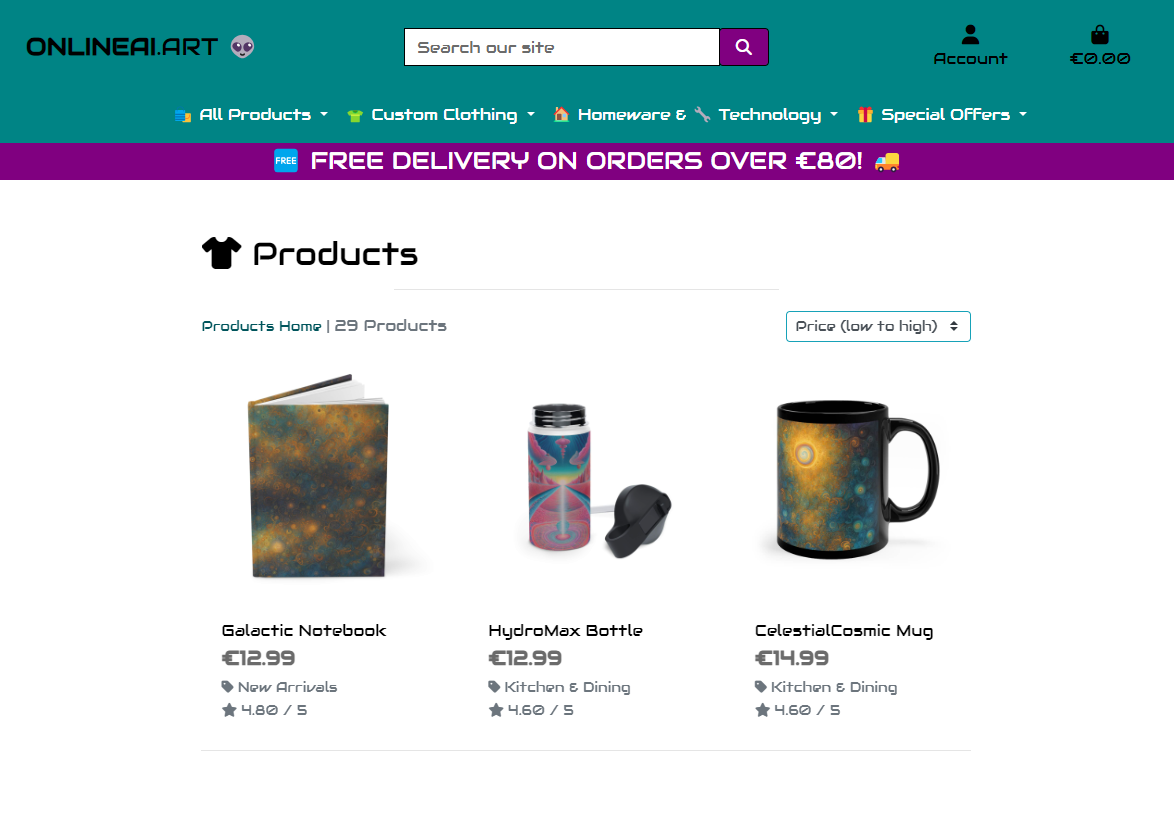 ONLINEAI.ART
Search our site
Account
€0.00
All Products
Custom Clothing
Homeware & 🔧 Technology
Special Offers
FREE FREE DELIVERY ON ORDERS OVER €80!
Products
Products Home | 29 Products
Price (low to high)
Galactic Notebook
€12.99
New Arrivals
4.80 / 5
HydroMax Bottle
€12.99
Kitchen & Dining
4.60 / 5
CelestialCosmic Mug
€14.99
Kitchen & Dining
4.60 / 5